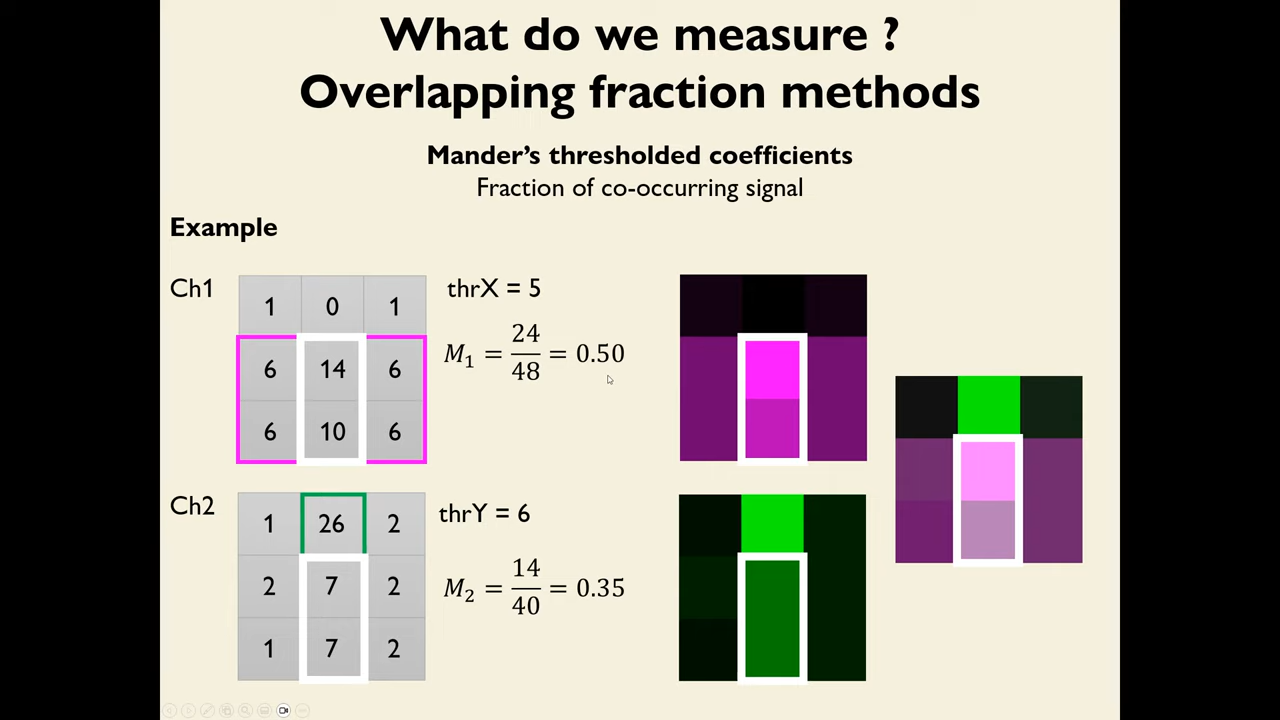 What do we measure ?
Overlapping fraction methods
Mander's thresholded coefficients
Fraction of co-occurring signal
Example
Ch1
1 0 1
6 14 6
6 10 6
thrX = 5
M₁ = 24/48 = 0.50
Ch2
1 26 2
2 7 2
1 7 2
thrY = 6
M₂ = 14/40 = 0.35